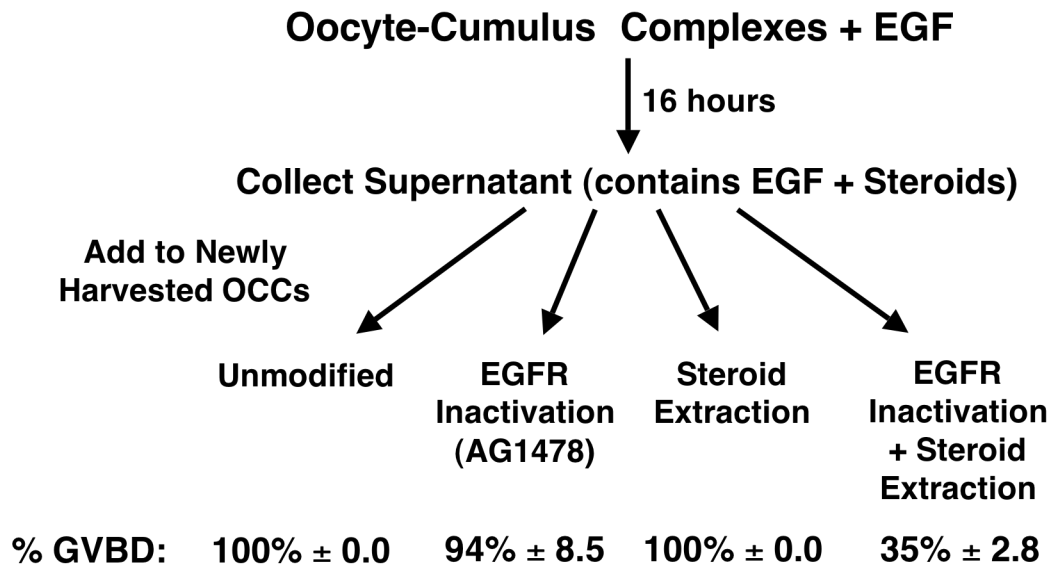 Oocyte-Cumulus Complexes + EGF
16 hours
Collect Supernatant (contains EGF + Steroids)
Add to Newly
Harvested OCCs
Unmodified
EGFR
Inactivation
(AG1478)
Steroid
Extraction
EGFR
Inactivation
+ Steroid
Extraction
% GVBD: 100% ± 0.0 94% ± 8.5 100% ± 0.0 35% ± 2.8